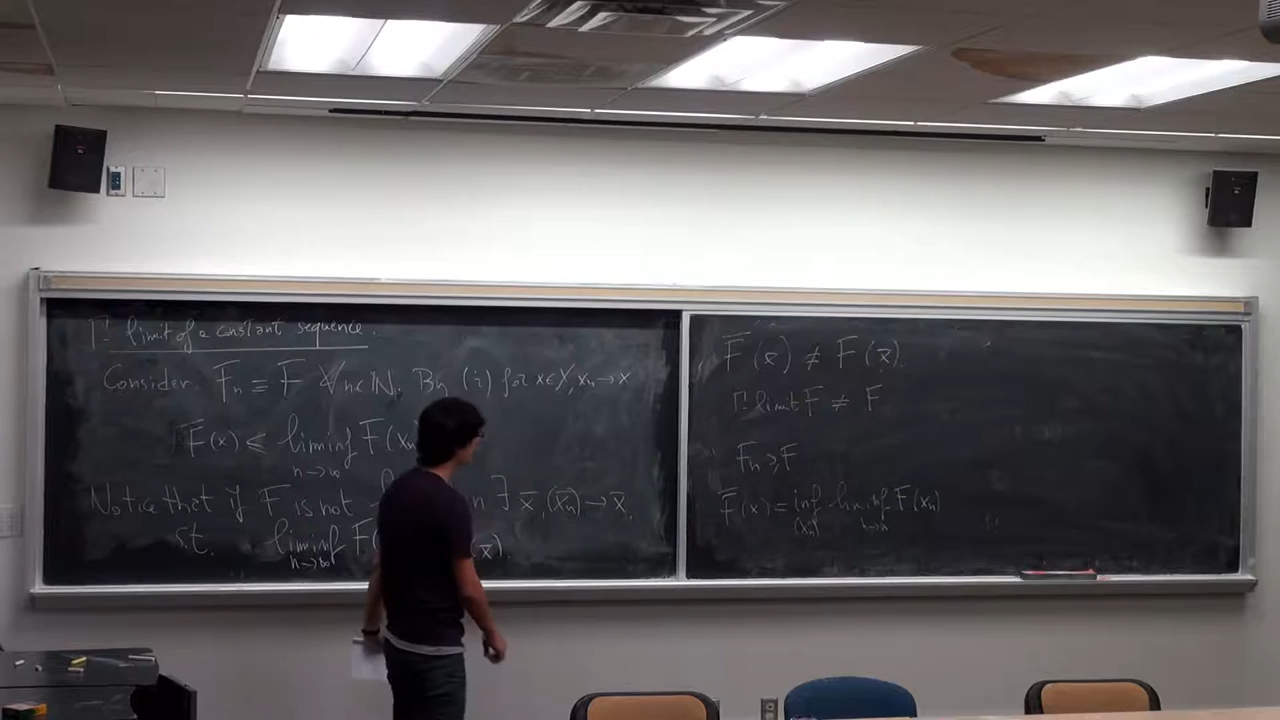 Γ-limit of a constant sequence.
Consider Fₙ ≡ F ∀n∈ℕ. By (i) for x∈Y, xₙ→x
F̄(x) ≤ liminf F(xₙ
n→∞
Notice that if F is not n ∃ x̄, (x̄ₙ)→x̄,
s.t. liminf F( (x̄).
n→∞
F̄(x̄) ≠ F(x̄).
Γ-limit F ≠ F
Fₙ ⩾ F
F̄(x) = inf liminf F(xₙ)
(xₙ) n→∞